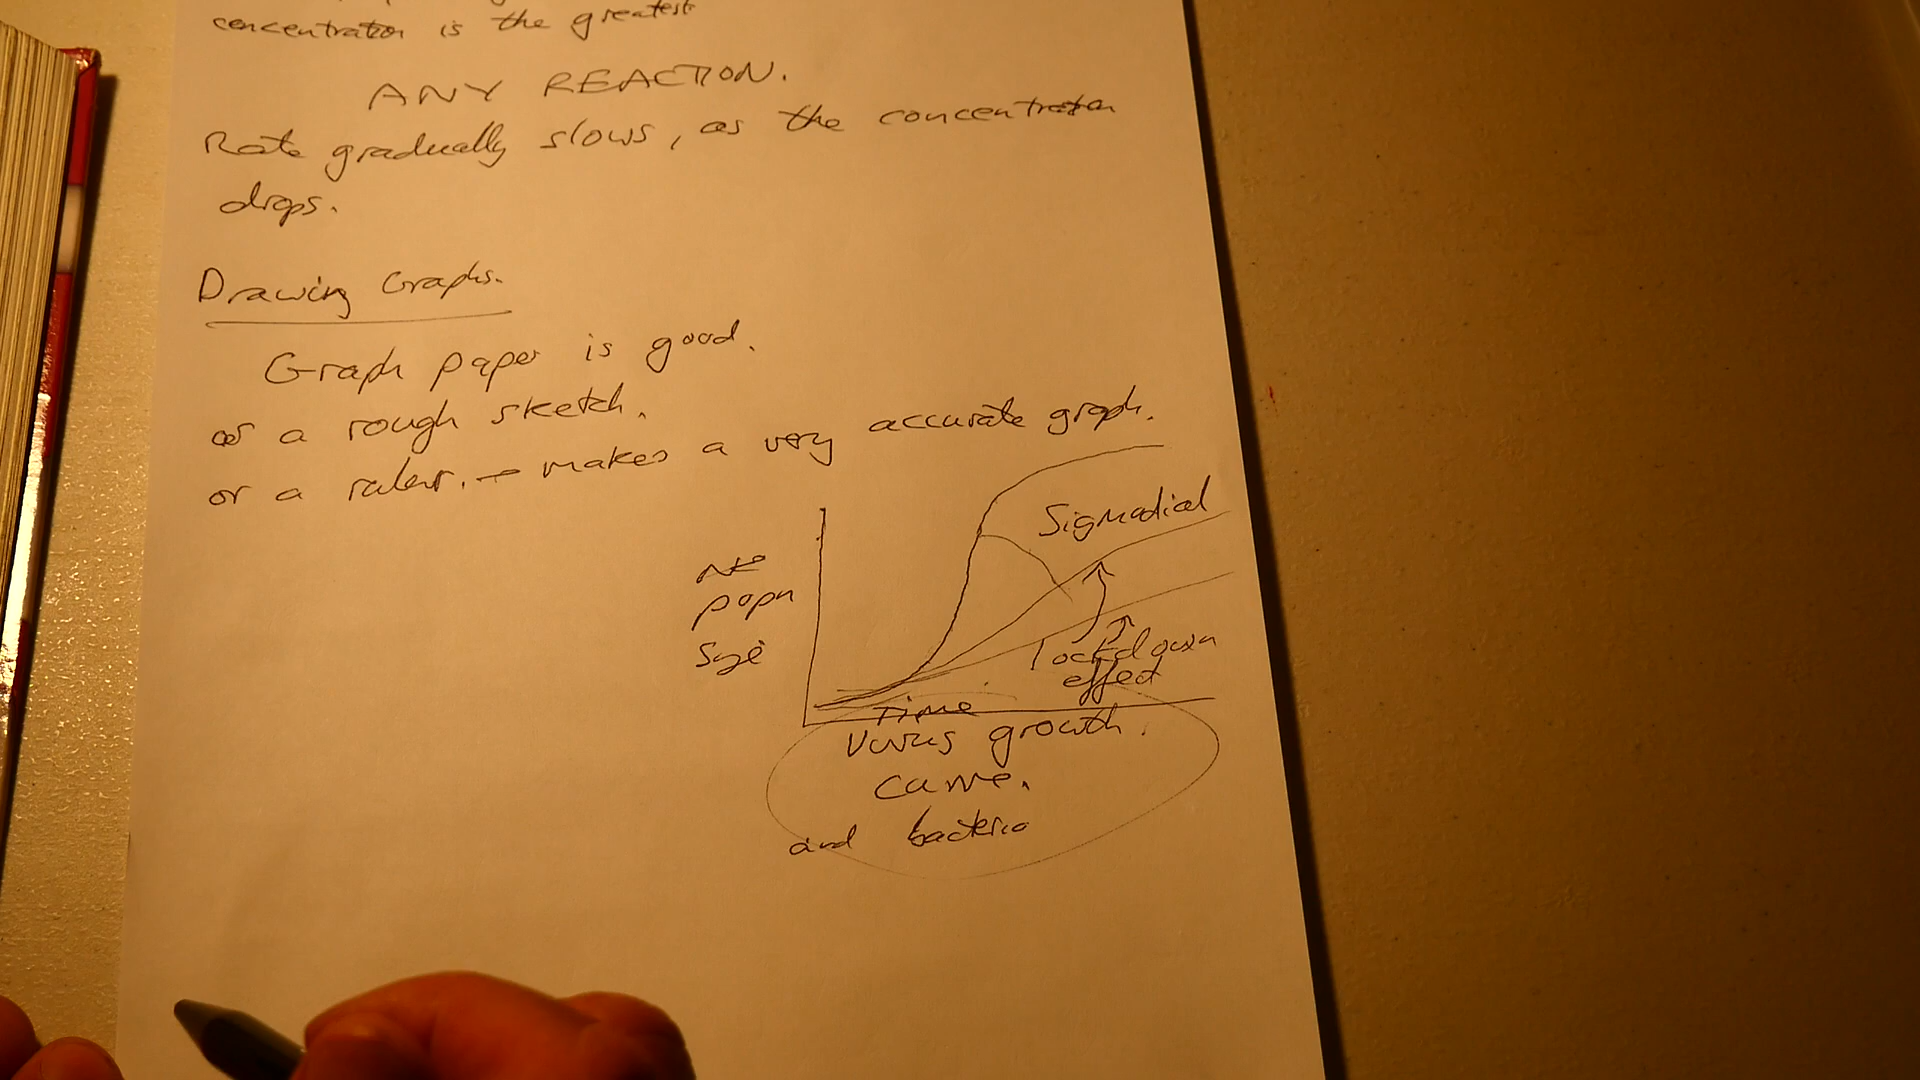 concentration is the greatest
ANY REACTION.
Rate gradually slows, as the concentration
drops.
Drawing Graphs.
Graph paper is good.
or a rough sketch.
or a ruler. → makes a very accurate graph.
Sigmodial
popn
Size
lockdown
effect
Time
Virus growth.
Curve.
and bacteria